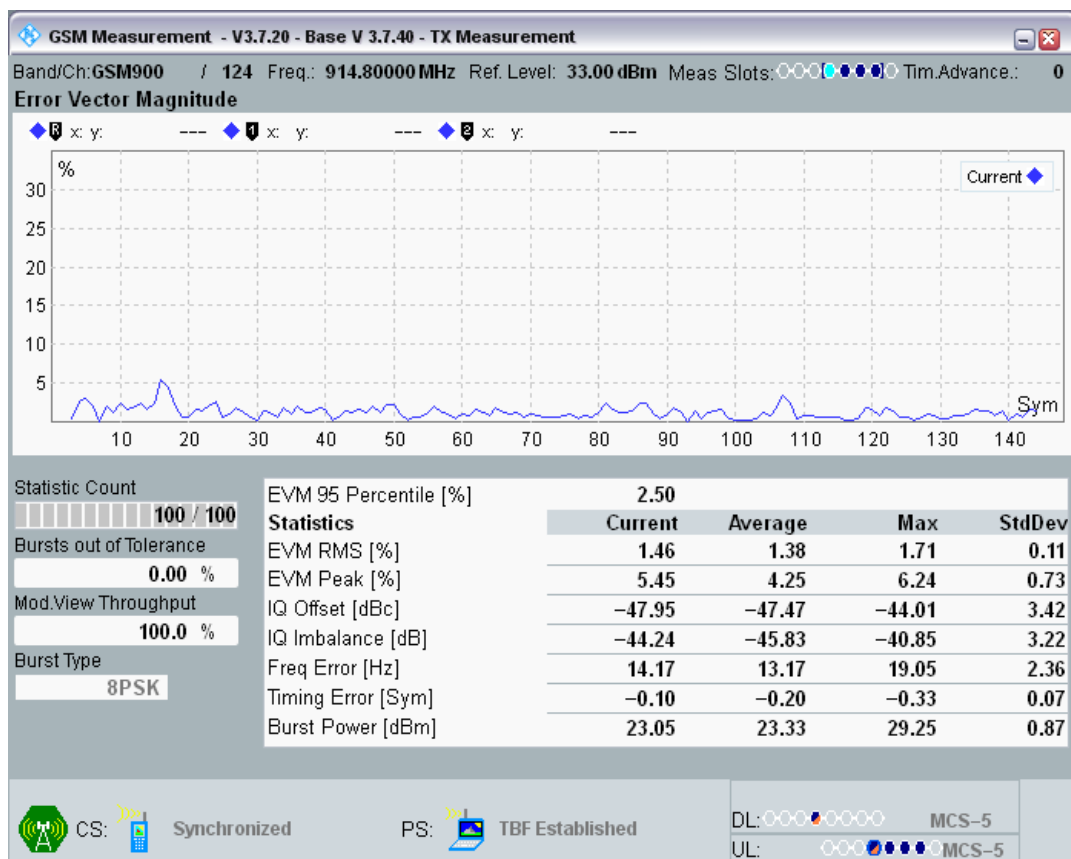 GSM Measurement - V3.7.20 - Base V 3.7.40 - TX Measurement
Band/Ch:GSM900 / 124 Freq.: 914.80000 MHz Ref. Level: 33.00 dBm Meas Slots: Tim.Advance.: 0
Error Vector Magnitude
R x: y: --- 1 x: y: --- 2 x: y: ---
%
Current
30
25
20
15
10
5
Sym
10 20 30 40 50 60 70 80 90 100 110 120 130 140
Statistic Count
100 / 100
Bursts out of Tolerance
0.00 %
Mod.View Throughput
100.0 %
Burst Type
8PSK
EVM 95 Percentile [%] 2.50
Statistics Current Average Max StdDev
EVM RMS [%] 1.46 1.38 1.71 0.11
EVM Peak [%] 5.45 4.25 6.24 0.73
IQ Offset [dBc] −47.95 −47.47 −44.01 3.42
IQ Imbalance [dB] −44.24 −45.83 −40.85 3.22
Freq Error [Hz] 14.17 13.17 19.05 2.36
Timing Error [Sym] −0.10 −0.20 −0.33 0.07
Burst Power [dBm] 23.05 23.33 29.25 0.87
CS: Synchronized PS: TBF Established
DL: MCS−5
UL: MCS−5